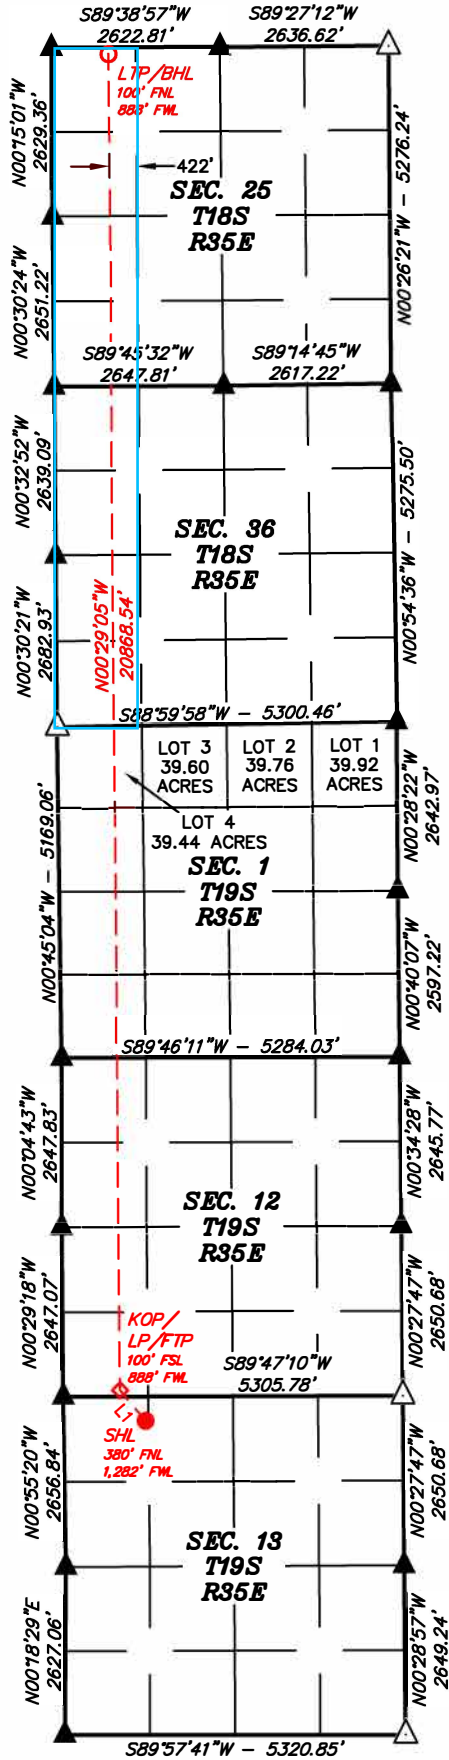 S89°38'57"W
2622.81'
S89°27'12"W
2636.62'
LTP/BHL
100' FNL
888' FWL
N00°15'01"W
2629.36'
422'
N00°26'21"W - 5276.24'
SEC. 25
T18S
R35E
N00°30'24"W
2651.22'
S89°45'32"W
2647.81'
S89°14'45"W
2617.22'
N00°32'52"W
2639.09'
N00°54'36"W - 5275.50'
SEC. 36
T18S
R35E
N00°30'21"W
2682.93'
N00°29'05"W
20868.54'
S88°59'58"W - 5300.46'
LOT 3
39.60
ACRES
LOT 2
39.76
ACRES
LOT 1
39.92
ACRES
LOT 4
39.44 ACRES
N00°28'22"W
2642.97'
N00°45'04"W - 5169.06'
SEC. 1
T19S
R35E
N00°40'07"W
2597.22'
S89°46'11"W - 5284.03'
N00°04'43"W
2647.83'
N00°34'28"W
2645.77'
SEC. 12
T19S
R35E
N00°29'18"W
2647.07'
N00°27'47"W
2650.68'
KOP/
LP/FTP
100' FSL
888' FWL
S89°47'10"W
5305.78'
L1
SHL
380' FNL
1,282' FWL
N00°55'20"W
2656.84'
N00°27'47"W
2650.68'
SEC. 13
T19S
R35E
N00°18'29"E
2627.06'
N00°28'57"W
2649.24'
S89°57'41"W - 5320.85'